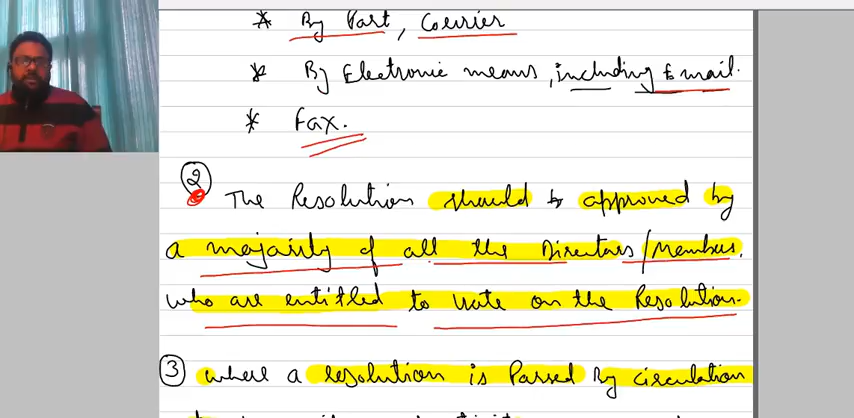 * By Post, Courier
* By Electronic means, including E mail.
* Fax.
② The Resolution should be approved by
a majority of all the Directors/Members,
who are entitled to vote on the Resolution.
③ where a resolution is Passed By circulation